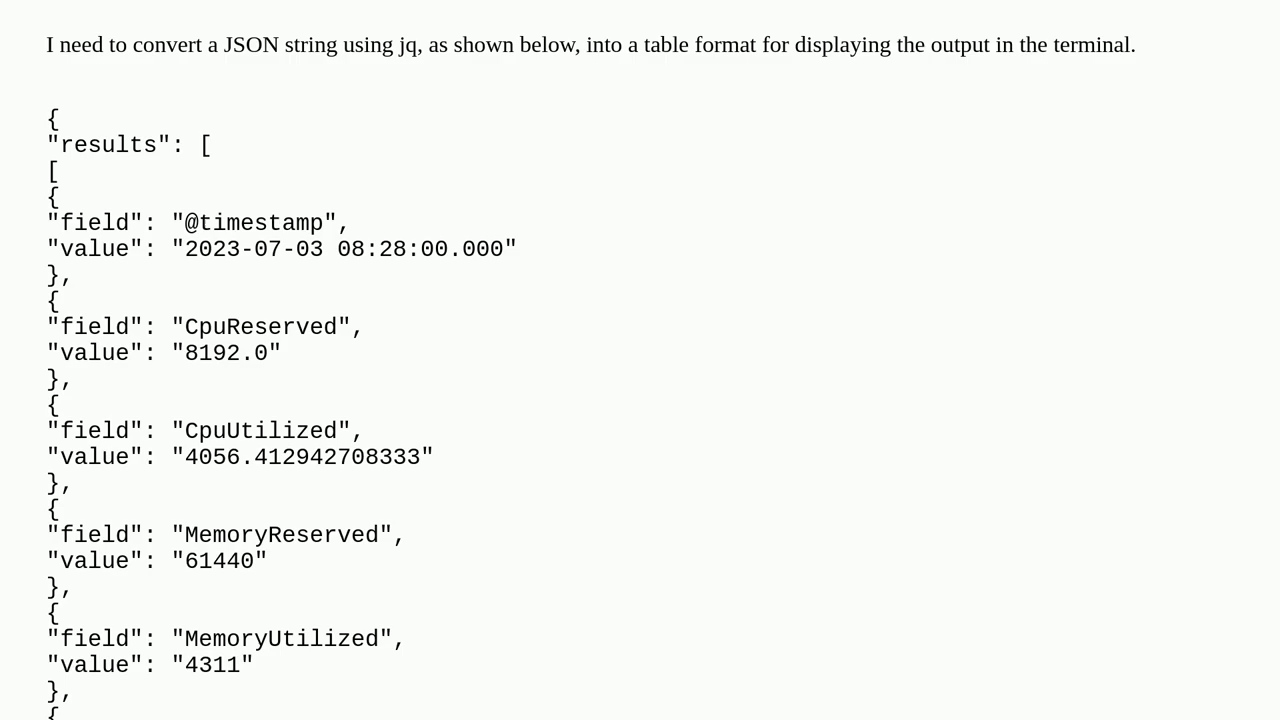 I need to convert a JSON string using jq, as shown below, into a table format for displaying the output in the terminal.
{
"results": [
[
{
"field": "@timestamp",
"value": "2023-07-03 08:28:00.000"
},
{
"field": "CpuReserved",
"value": "8192.0"
},
{
"field": "CpuUtilized",
"value": "4056.412942708333"
},
{
"field": "MemoryReserved",
"value": "61440"
},
{
"field": "MemoryUtilized",
"value": "4311"
},
{